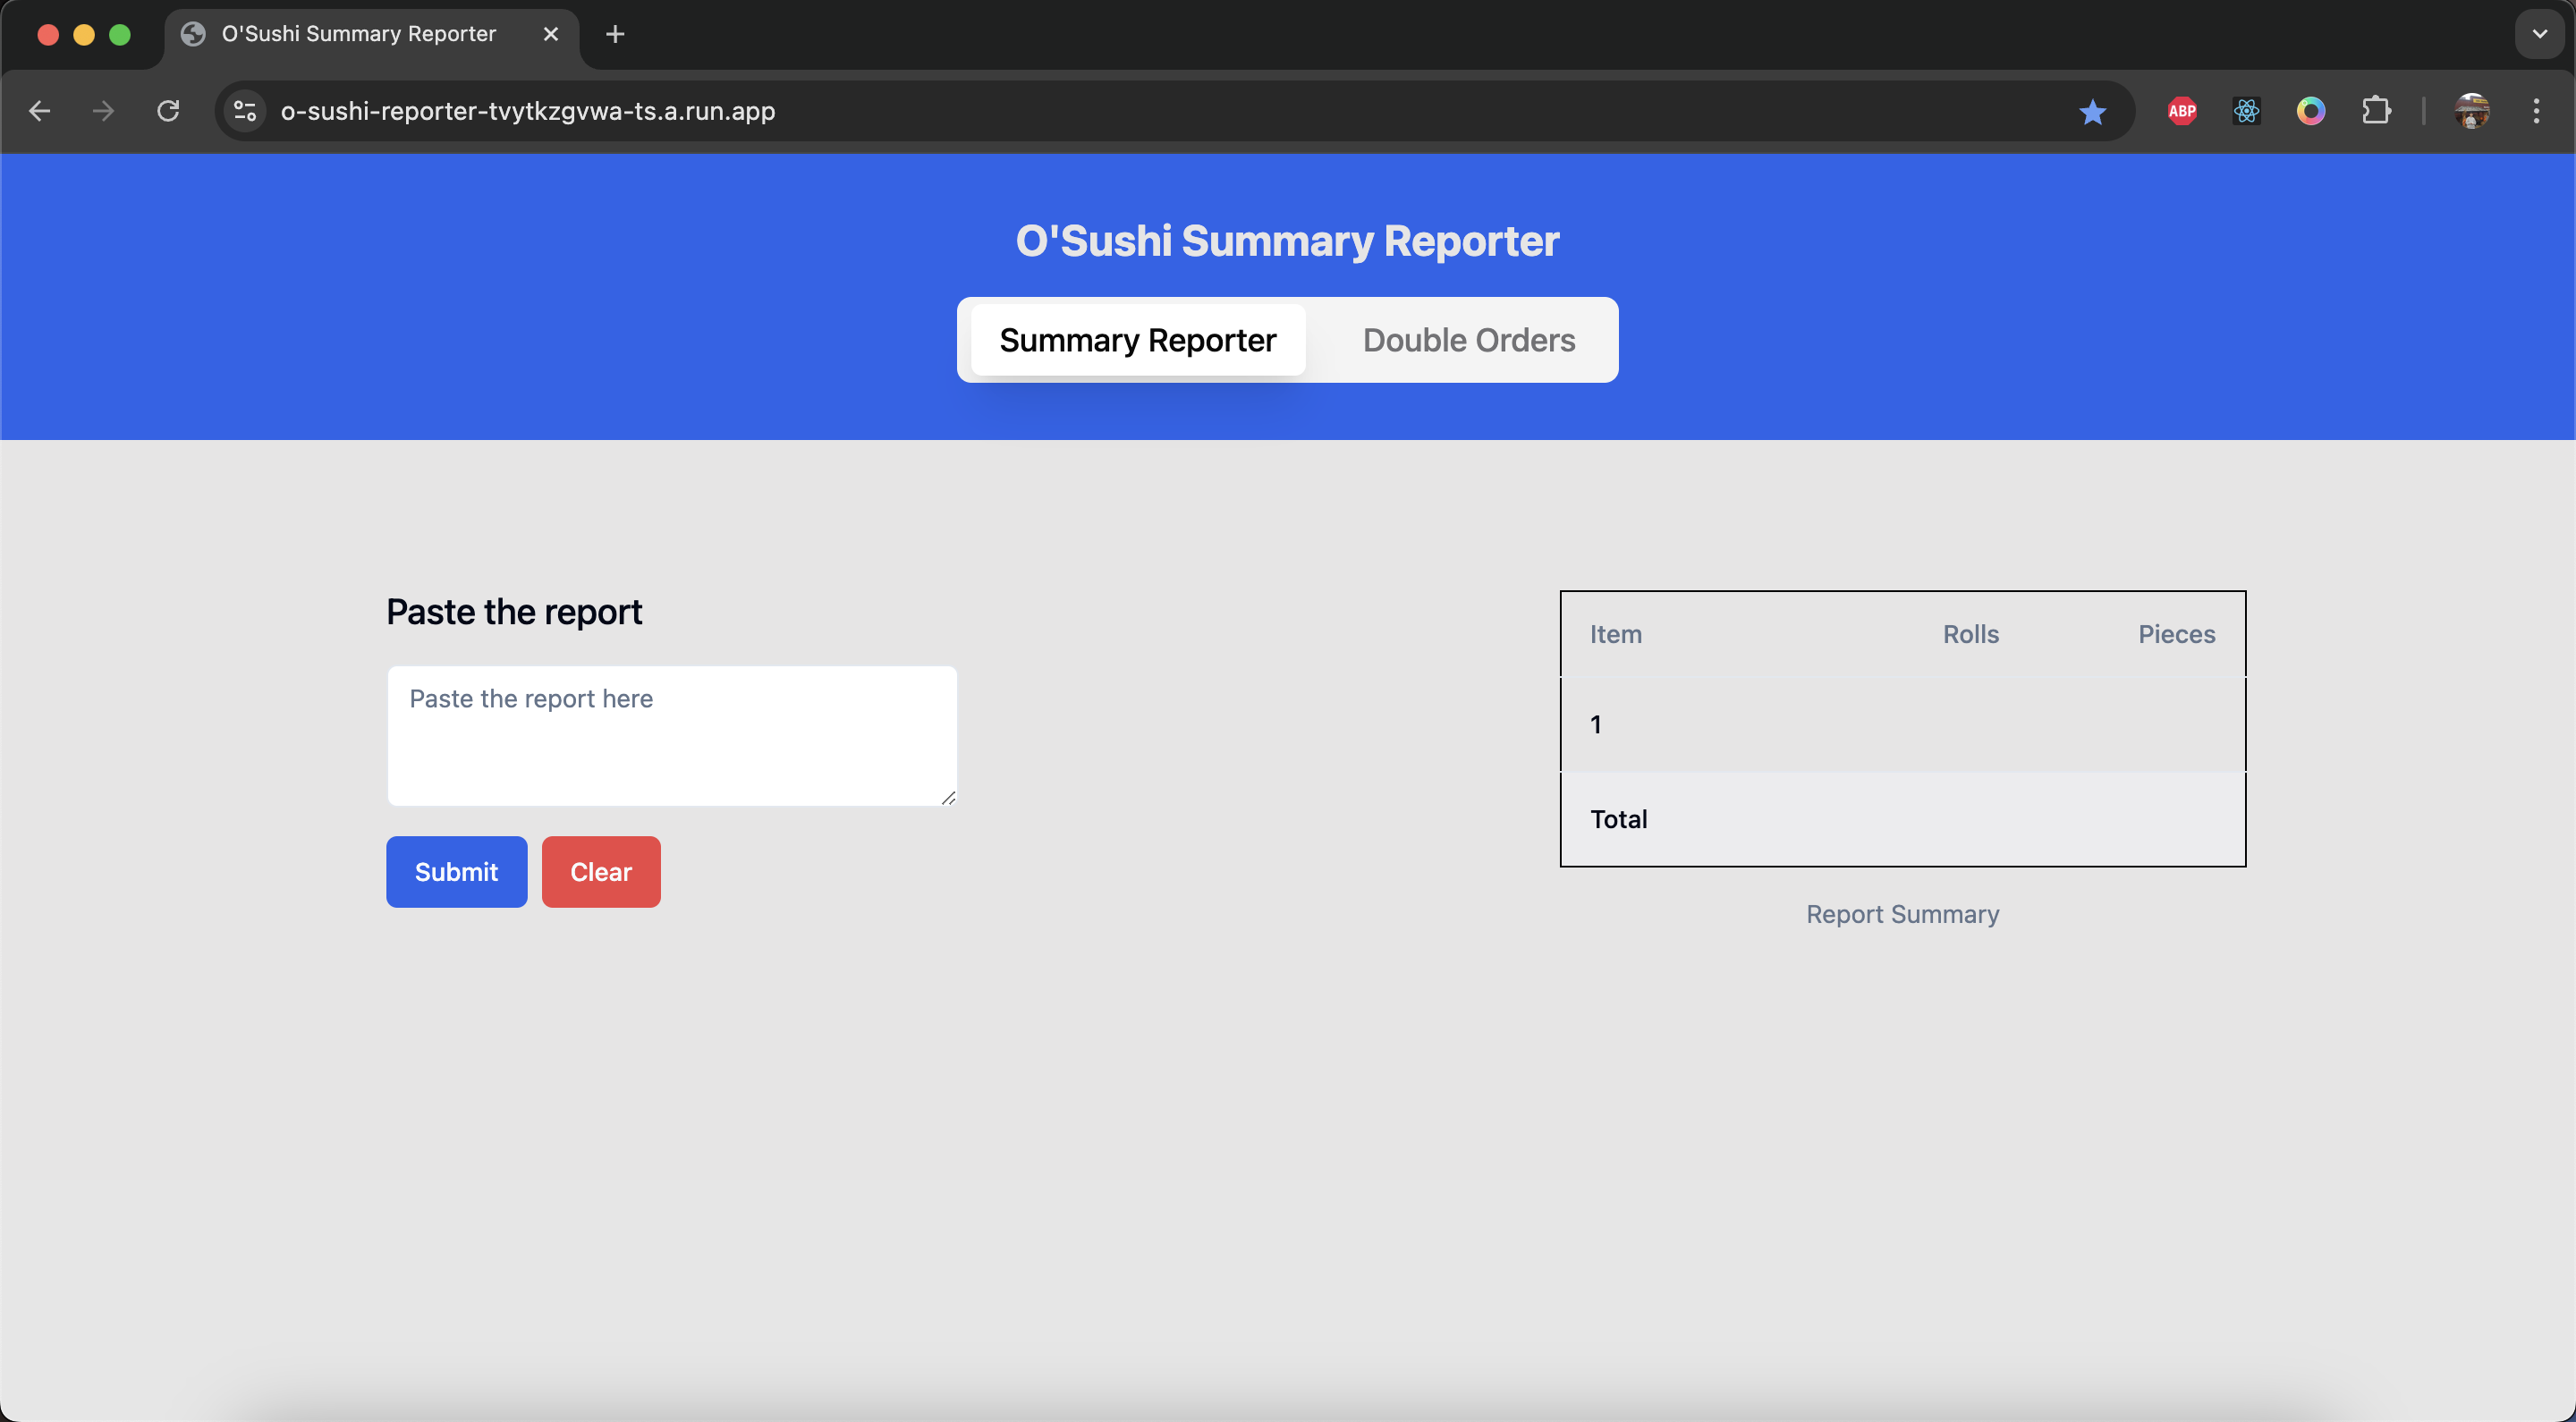 O'Sushi Summary Reporter
o-sushi-reporter-tvytkzgvwa-ts.a.run.app
ABP
O'Sushi Summary Reporter
Summary Reporter Double Orders
Paste the report
Paste the report here
Submit Clear
Item Rolls Pieces
1
Total
Report Summary